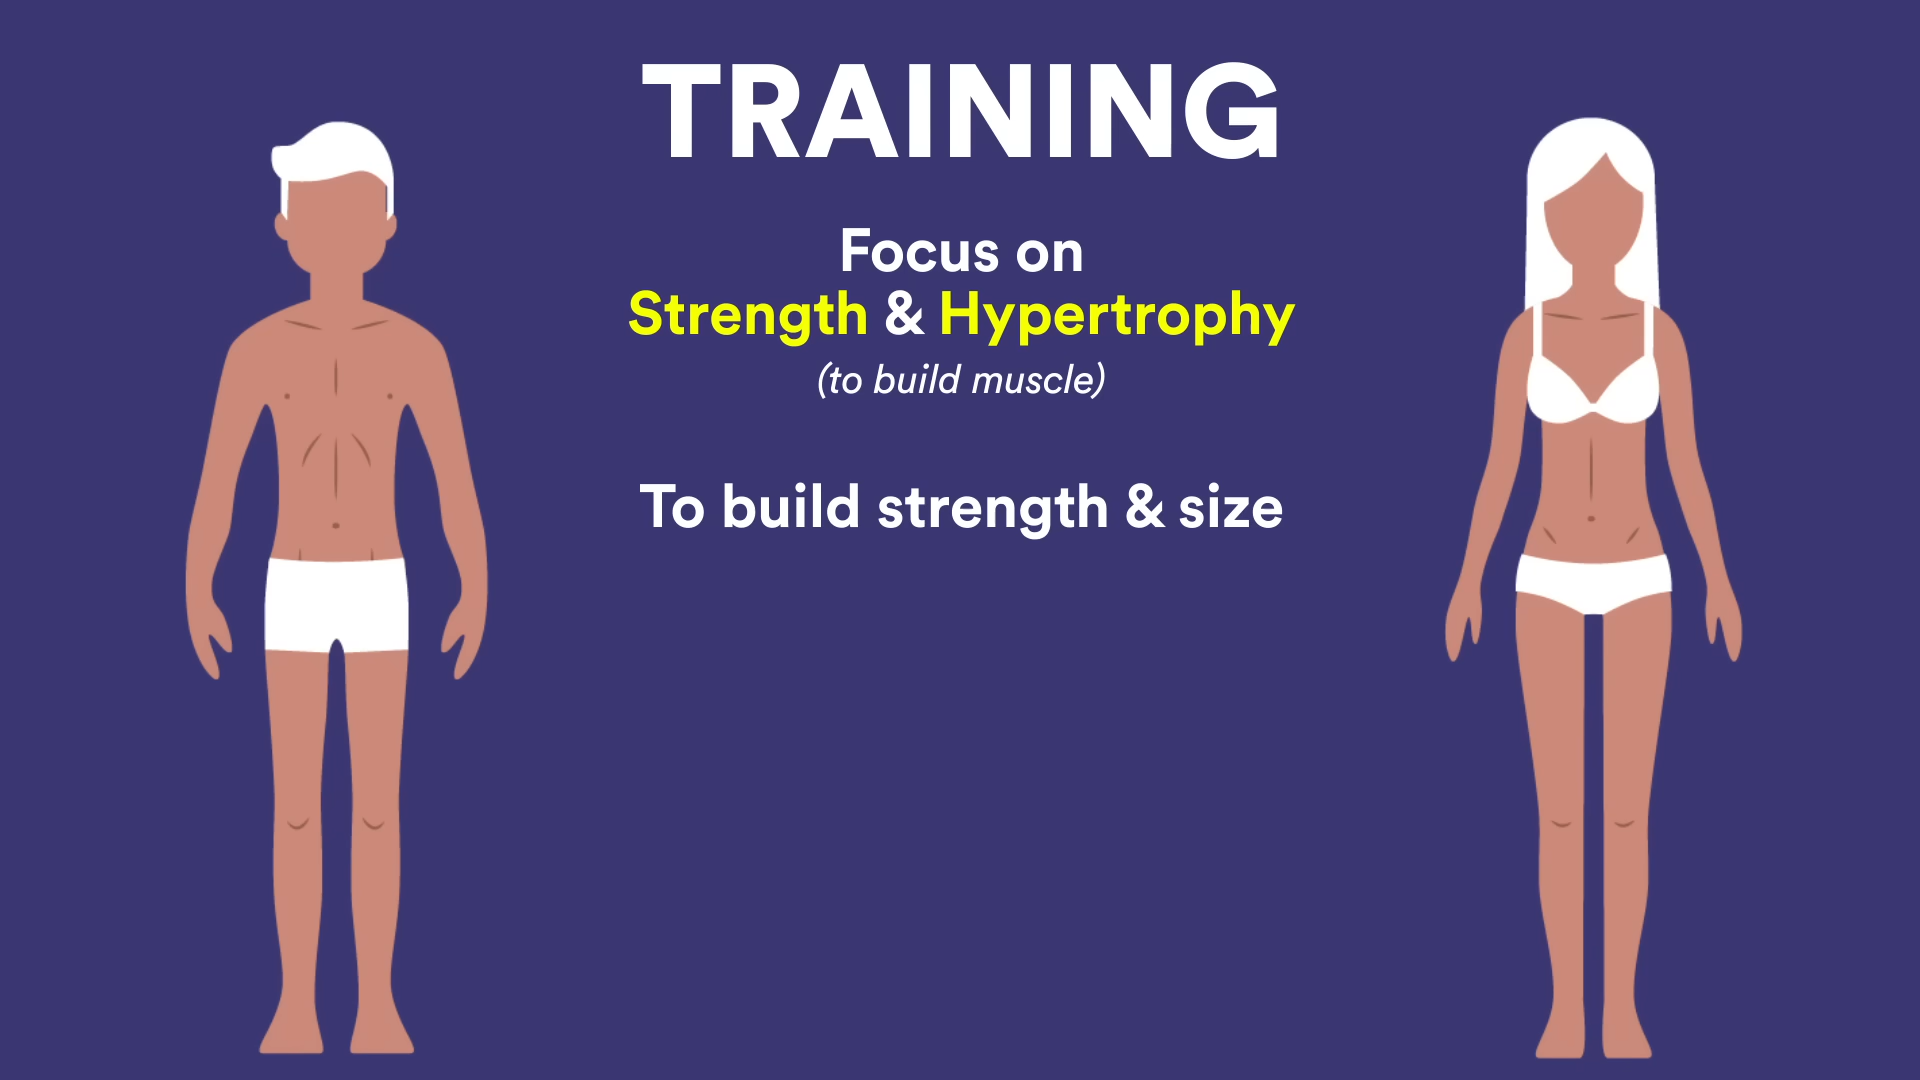 TRAINING
Focus on
Strength & Hypertrophy
(to build muscle)
To build strength & size